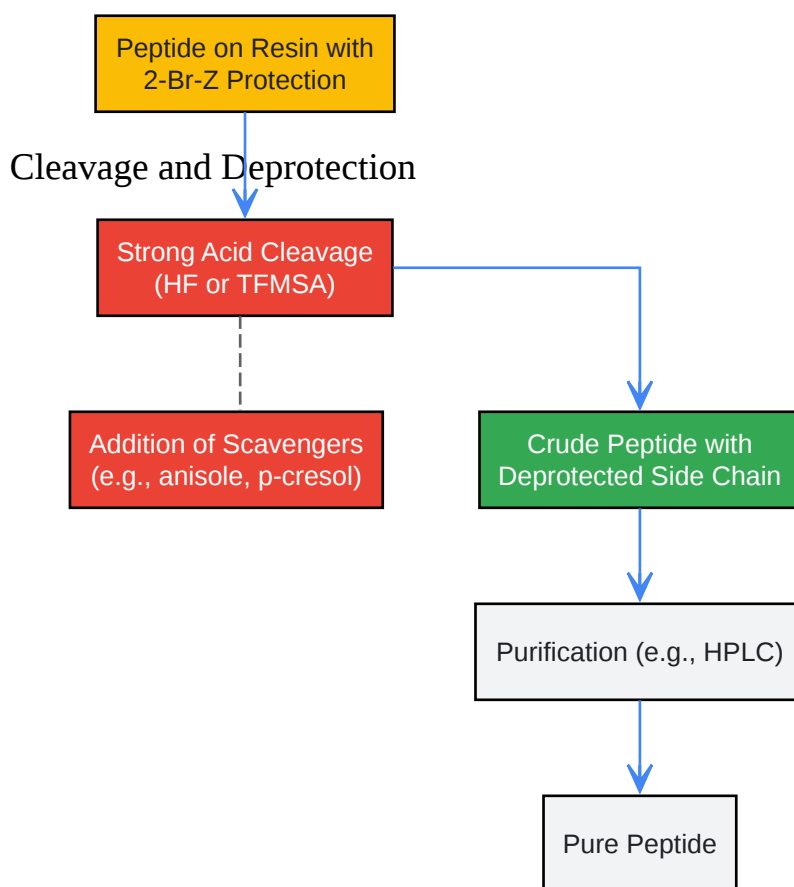 Peptide on Resin with
2-Br-Z Protection
Cleavage and Deprotection
Strong Acid Cleavage
(HF or TFMSA)
Addition of Scavengers
(e.g., anisole, p-cresol)
Crude Peptide with
Deprotected Side Chain
Purification (e.g., HPLC)
Pure Peptide